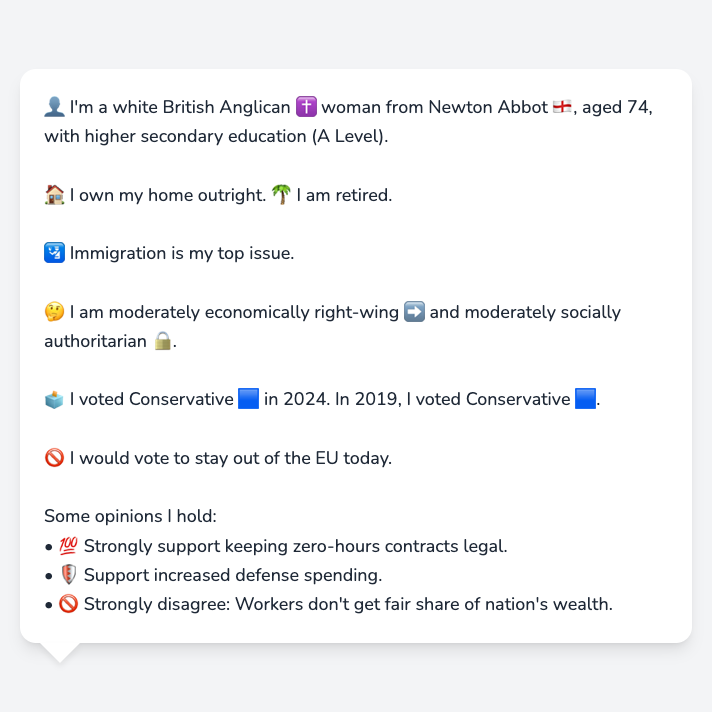 👤 I'm a white British Anglican ✝️ woman from Newton Abbot 🏴󠁧󠁢󠁥󠁮󠁧󠁿, aged 74,
with higher secondary education (A Level).
🏠 I own my home outright. 🌴 I am retired.
🛂 Immigration is my top issue.
🤔 I am moderately economically right-wing ➡️ and moderately socially
authoritarian 🔒.
🗳️ I voted Conservative 🟦 in 2024. In 2019, I voted Conservative 🟦.
🚫 I would vote to stay out of the EU today.
Some opinions I hold:
• 💯 Strongly support keeping zero-hours contracts legal.
• 🛡️ Support increased defense spending.
• 🚫 Strongly disagree: Workers don't get fair share of nation's wealth.